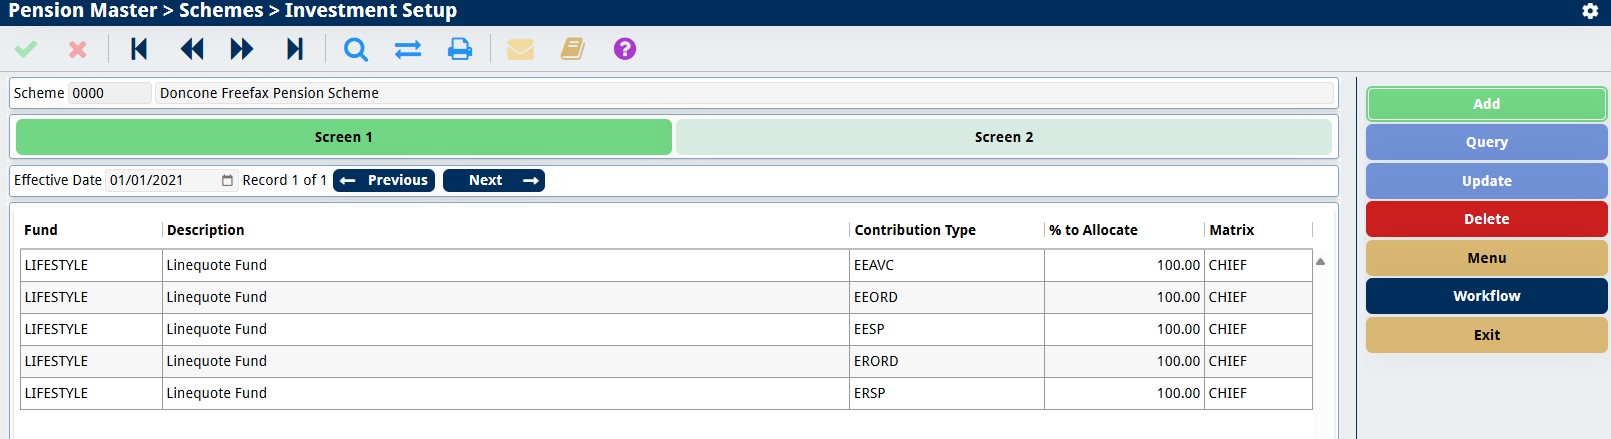 Pension Master > Schemes > Investment Setup
?
Scheme 0000 Doncone Freefax Pension Scheme
Screen 1 Screen 2
Effective Date 01/01/2021 Record 1 of 1 Previous Next
Fund Description Contribution Type % to Allocate Matrix
LIFESTYLE Linequote Fund EEAVC 100.00 CHIEF
LIFESTYLE Linequote Fund EEORD 100.00 CHIEF
LIFESTYLE Linequote Fund EESP 100.00 CHIEF
LIFESTYLE Linequote Fund ERORD 100.00 CHIEF
LIFESTYLE Linequote Fund ERSP 100.00 CHIEF
Add
Query
Update
Delete
Menu
Workflow
Exit